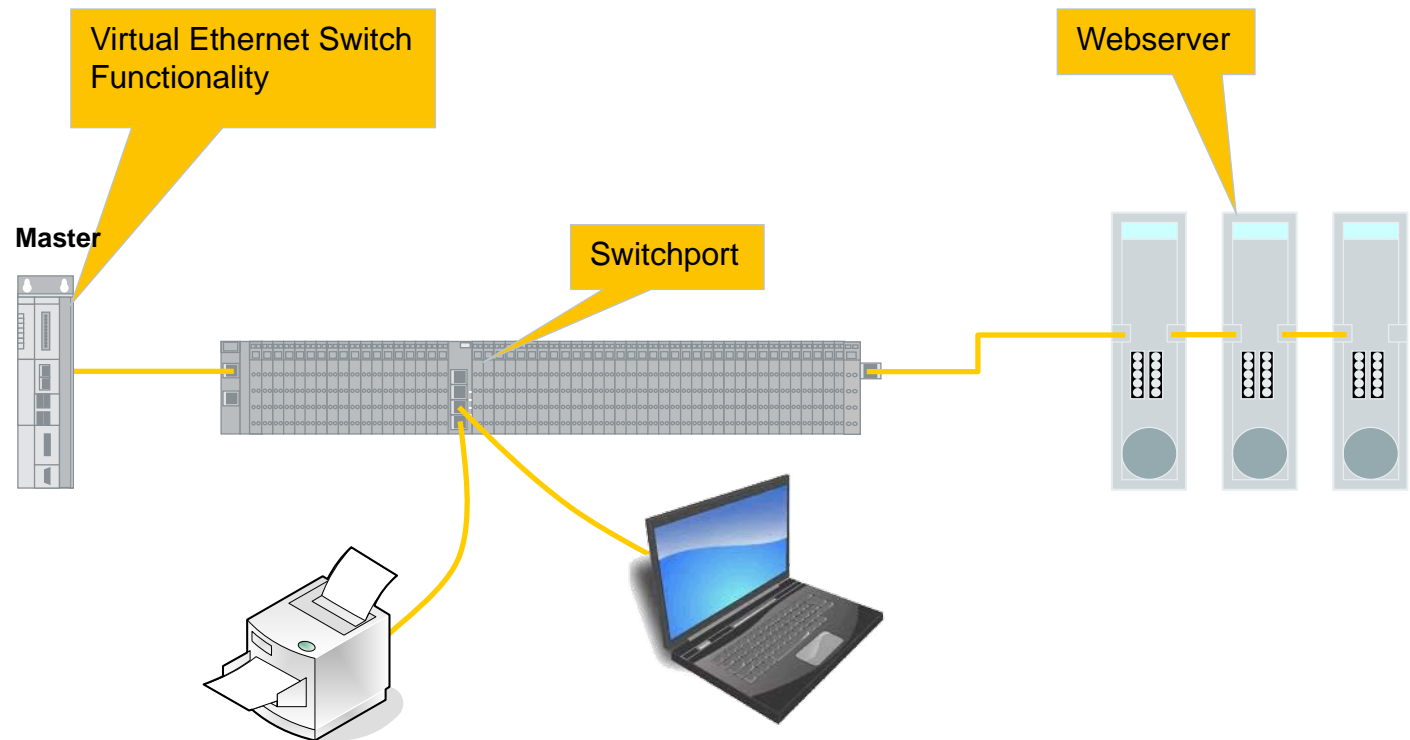 Virtual Ethernet Switch
Functionality
Webserver
Master
Switchport